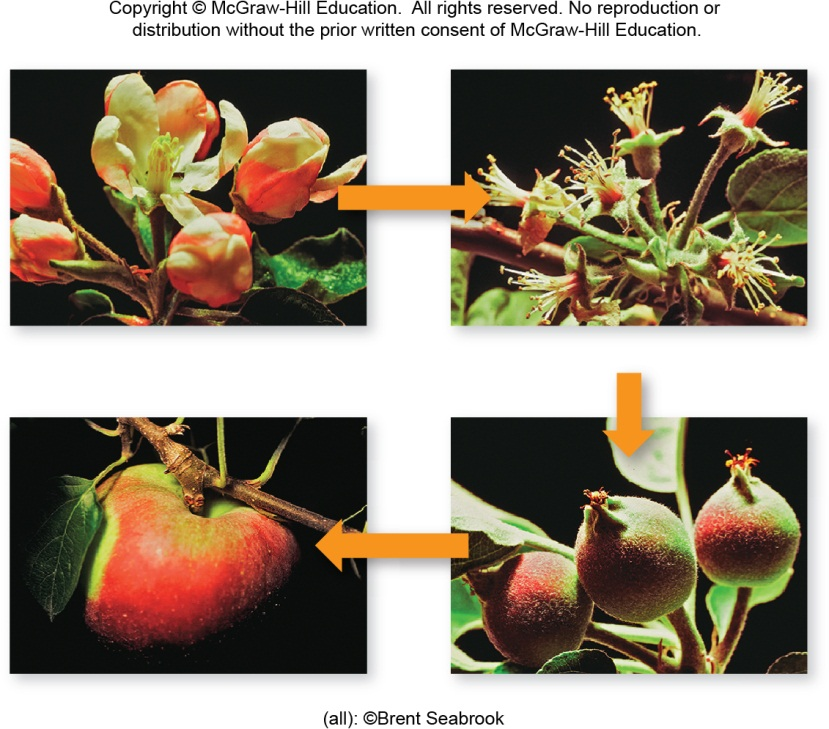 Copyright © McGraw-Hill Education.  All rights reserved. No reproduction or
distribution without the prior written consent of McGraw-Hill Education.
(all): ©Brent Seabrook